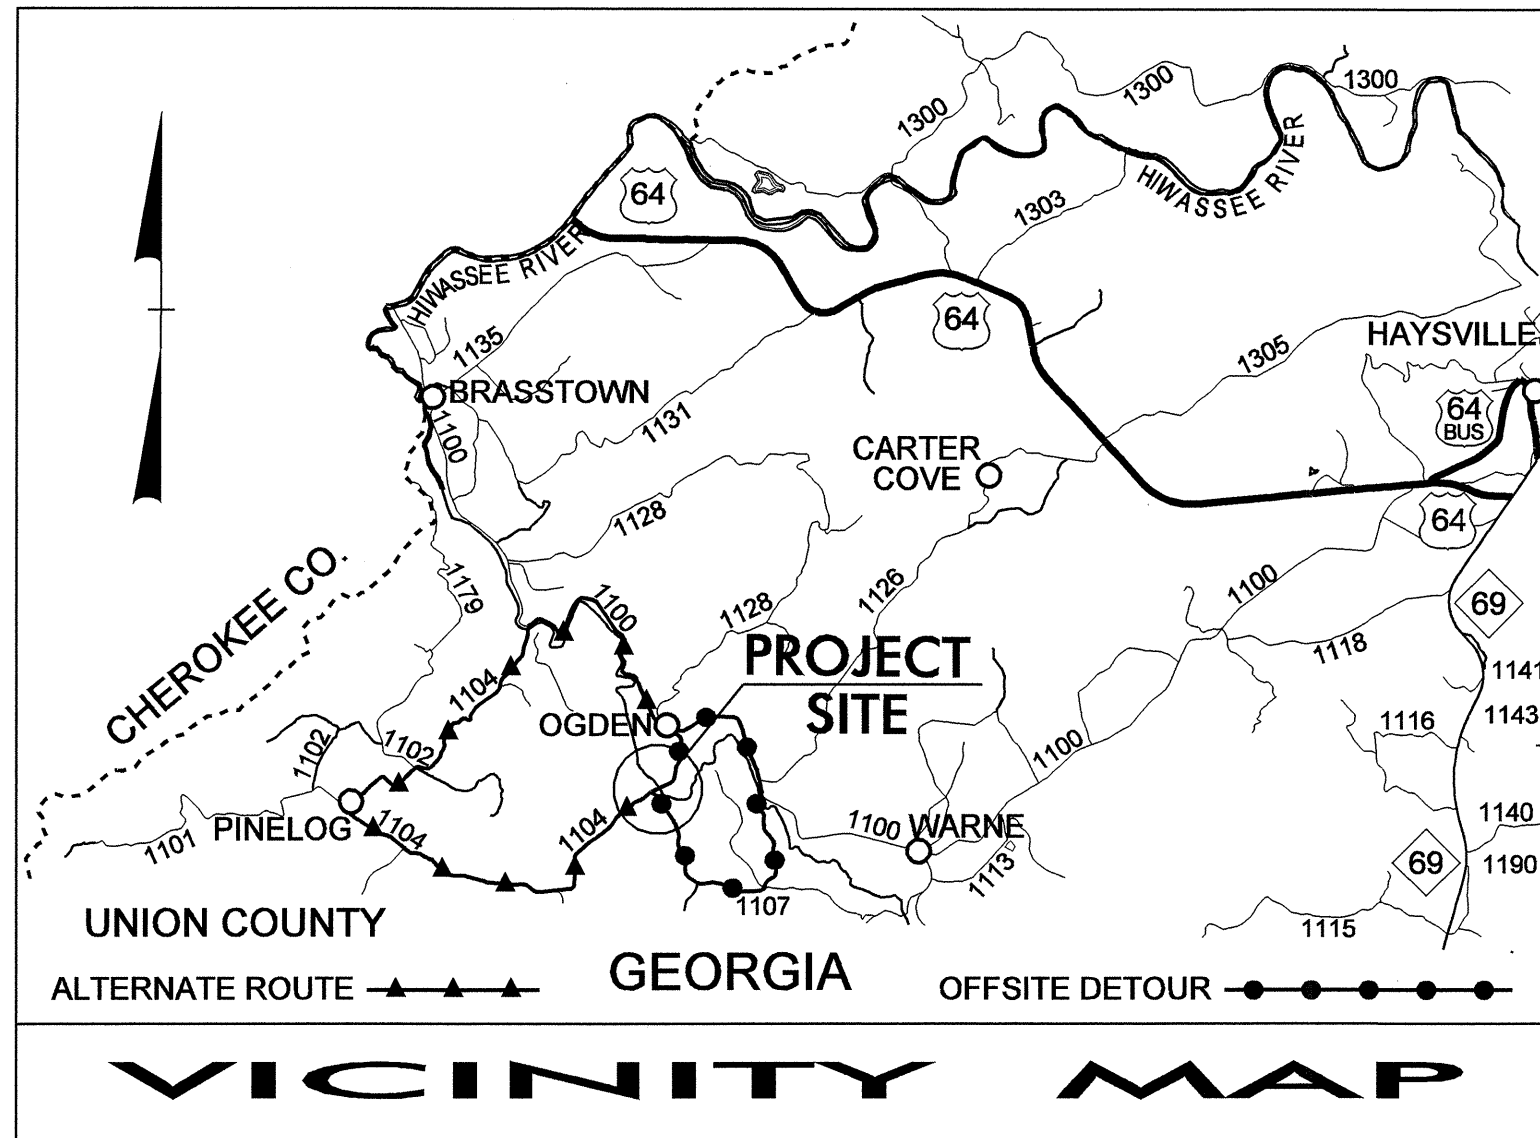 1300
1300
1300
64
HIWASSEE RIVER
1303
HIWASSEE RIVER
64
HAYSVILLE
1135
1305
BRASSTOWN
64
BUS
1100
1131
CARTER
COVE
1128
64
CHEROKEE CO.
1179
1100
1128
1126
1100
69
PROJECT
SITE
1118
1141
1104
OGDEN
1116
1143
1102
1102
1100
PINELOG
1104
1104
1100
WARNE
1140
1101
1113
69
1190
UNION COUNTY
1107
1115
GEORGIA
ALTERNATE ROUTE
OFFSITE DETOUR
VICINITY MAP